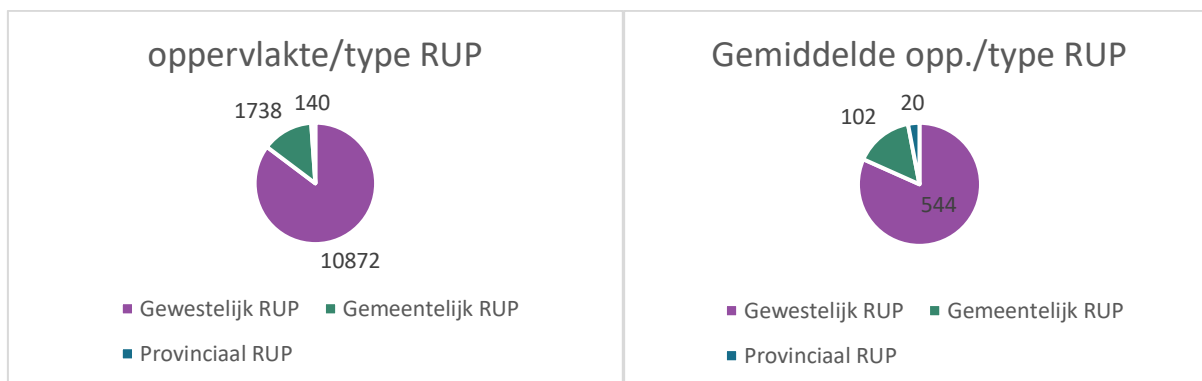 oppervlakte/type RUP
1738 140
10872
Gewestelijk RUP Gemeentelijk RUP
Provinciaal RUP
Gemiddelde opp./type RUP
102 20
544
Gewestelijk RUP Gemeentelijk RUP
Provinciaal RUP